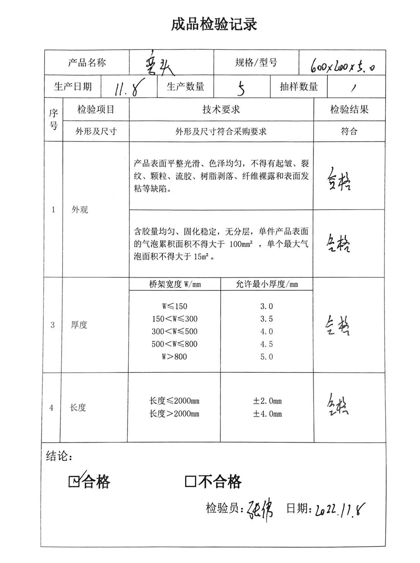 成品检验记录
产品名称 弯头 规格/型号 600×200×5.0
生产日期 11.8 生产数量 5 抽样数量 1
序号 检验项目 技术要求 检验结果
外形及尺寸 外形及尺寸符合采购要求 符合
产品表面平整光滑、色泽均匀，不得有起皱、裂
纹、颗粒、流胶、树脂剥落、纤维裸露和表面发
粘等缺陷。
合格
1 外观
含胶量均匀、固化稳定，无分层，单件产品表面
的气泡累积面积不得大于 100mm²，单个最大气
泡面积不得大于 15m²。
合格
桥架宽度 W/mm 允许最小厚度/mm
W≤150 3.0
150<W≤300 3.5
3 厚度 300<W≤500 4.0 合格
500<W≤800 4.5
W>800 5.0
长度≤2000mm ±2.0mm
4 长度 合格
长度>2000mm ±4.0mm
结论：
☑合格 □不合格
检验员：张伟 日期：2022.11.8